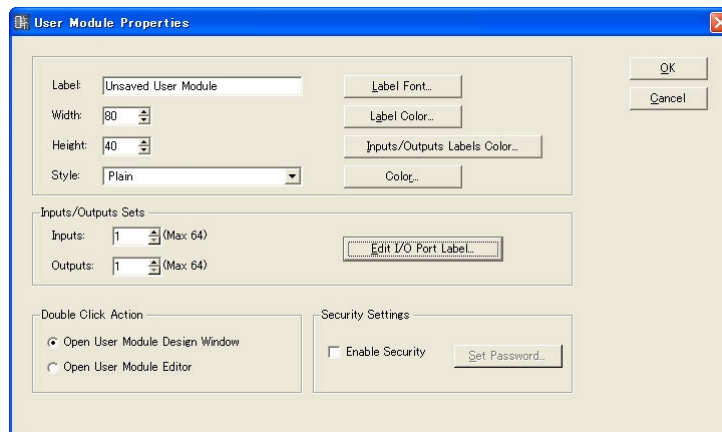 User Module Properties
Label: Unsaved User Module Label Font... OK
Width: 80 Label Color... Cancel
Height: 40 Inputs/Outputs Labels Color...
Style: Plain Color...
Inputs/Outputs Sets
Inputs: 1 (Max 64) Edit I/O Port Label...
Outputs: 1 (Max 64)
Double Click Action Security Settings
Open User Module Design Window Enable Security Set Password...
Open User Module Editor